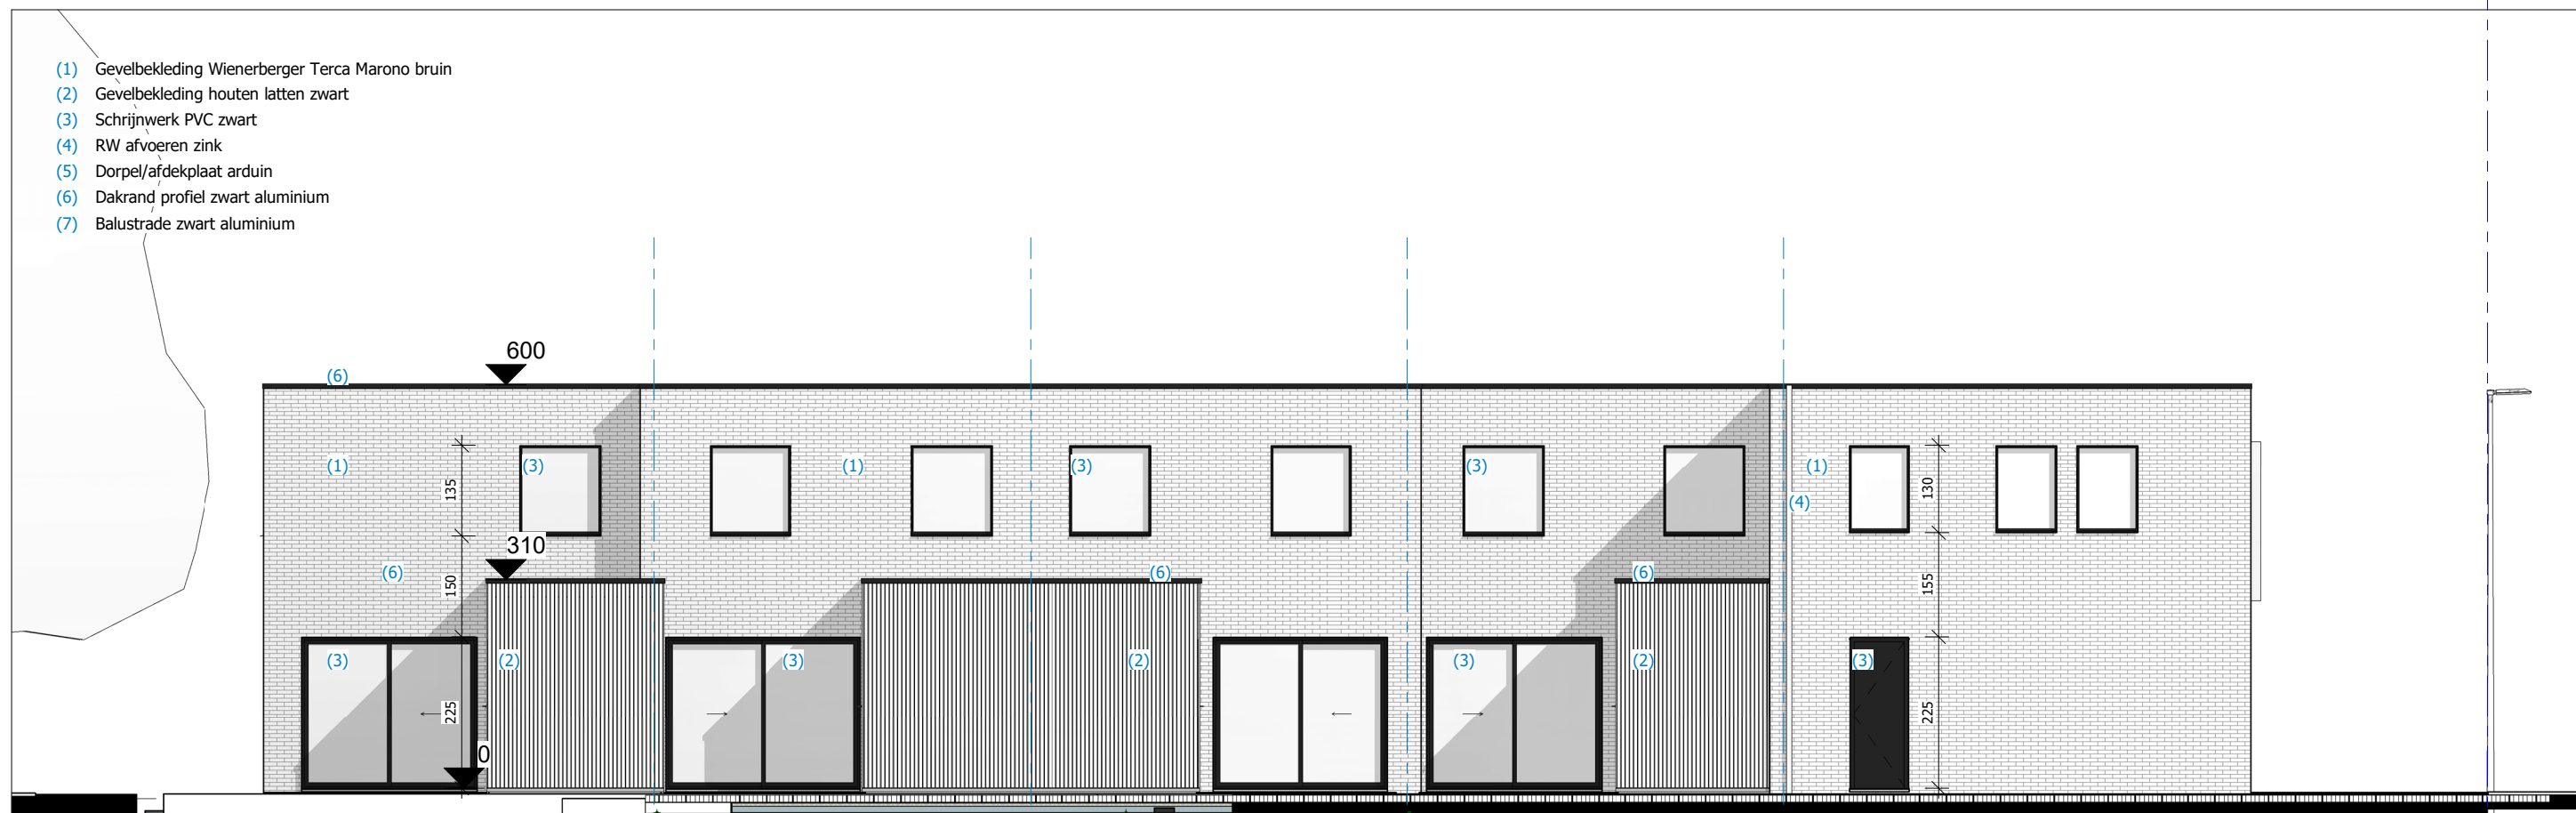 (1) Gevelbekleding Wienerberger Terca Marono bruin
(2) Gevelbekleding houten latten zwart
(3) Schrijnwerk PVC zwart
(4) RW afvoeren zink
(5) Dorpel/afdekplaat arduin
(6) Dakrand profiel zwart aluminium
(7) Balustrade zwart aluminium
600
(6)
(1) 135 (3) (1) (3) (3) (1) 130
(4)
310
(6) 150 (6) (6) 155
(3) (2) (3) (2) (3) (2) (3)
225 225
0